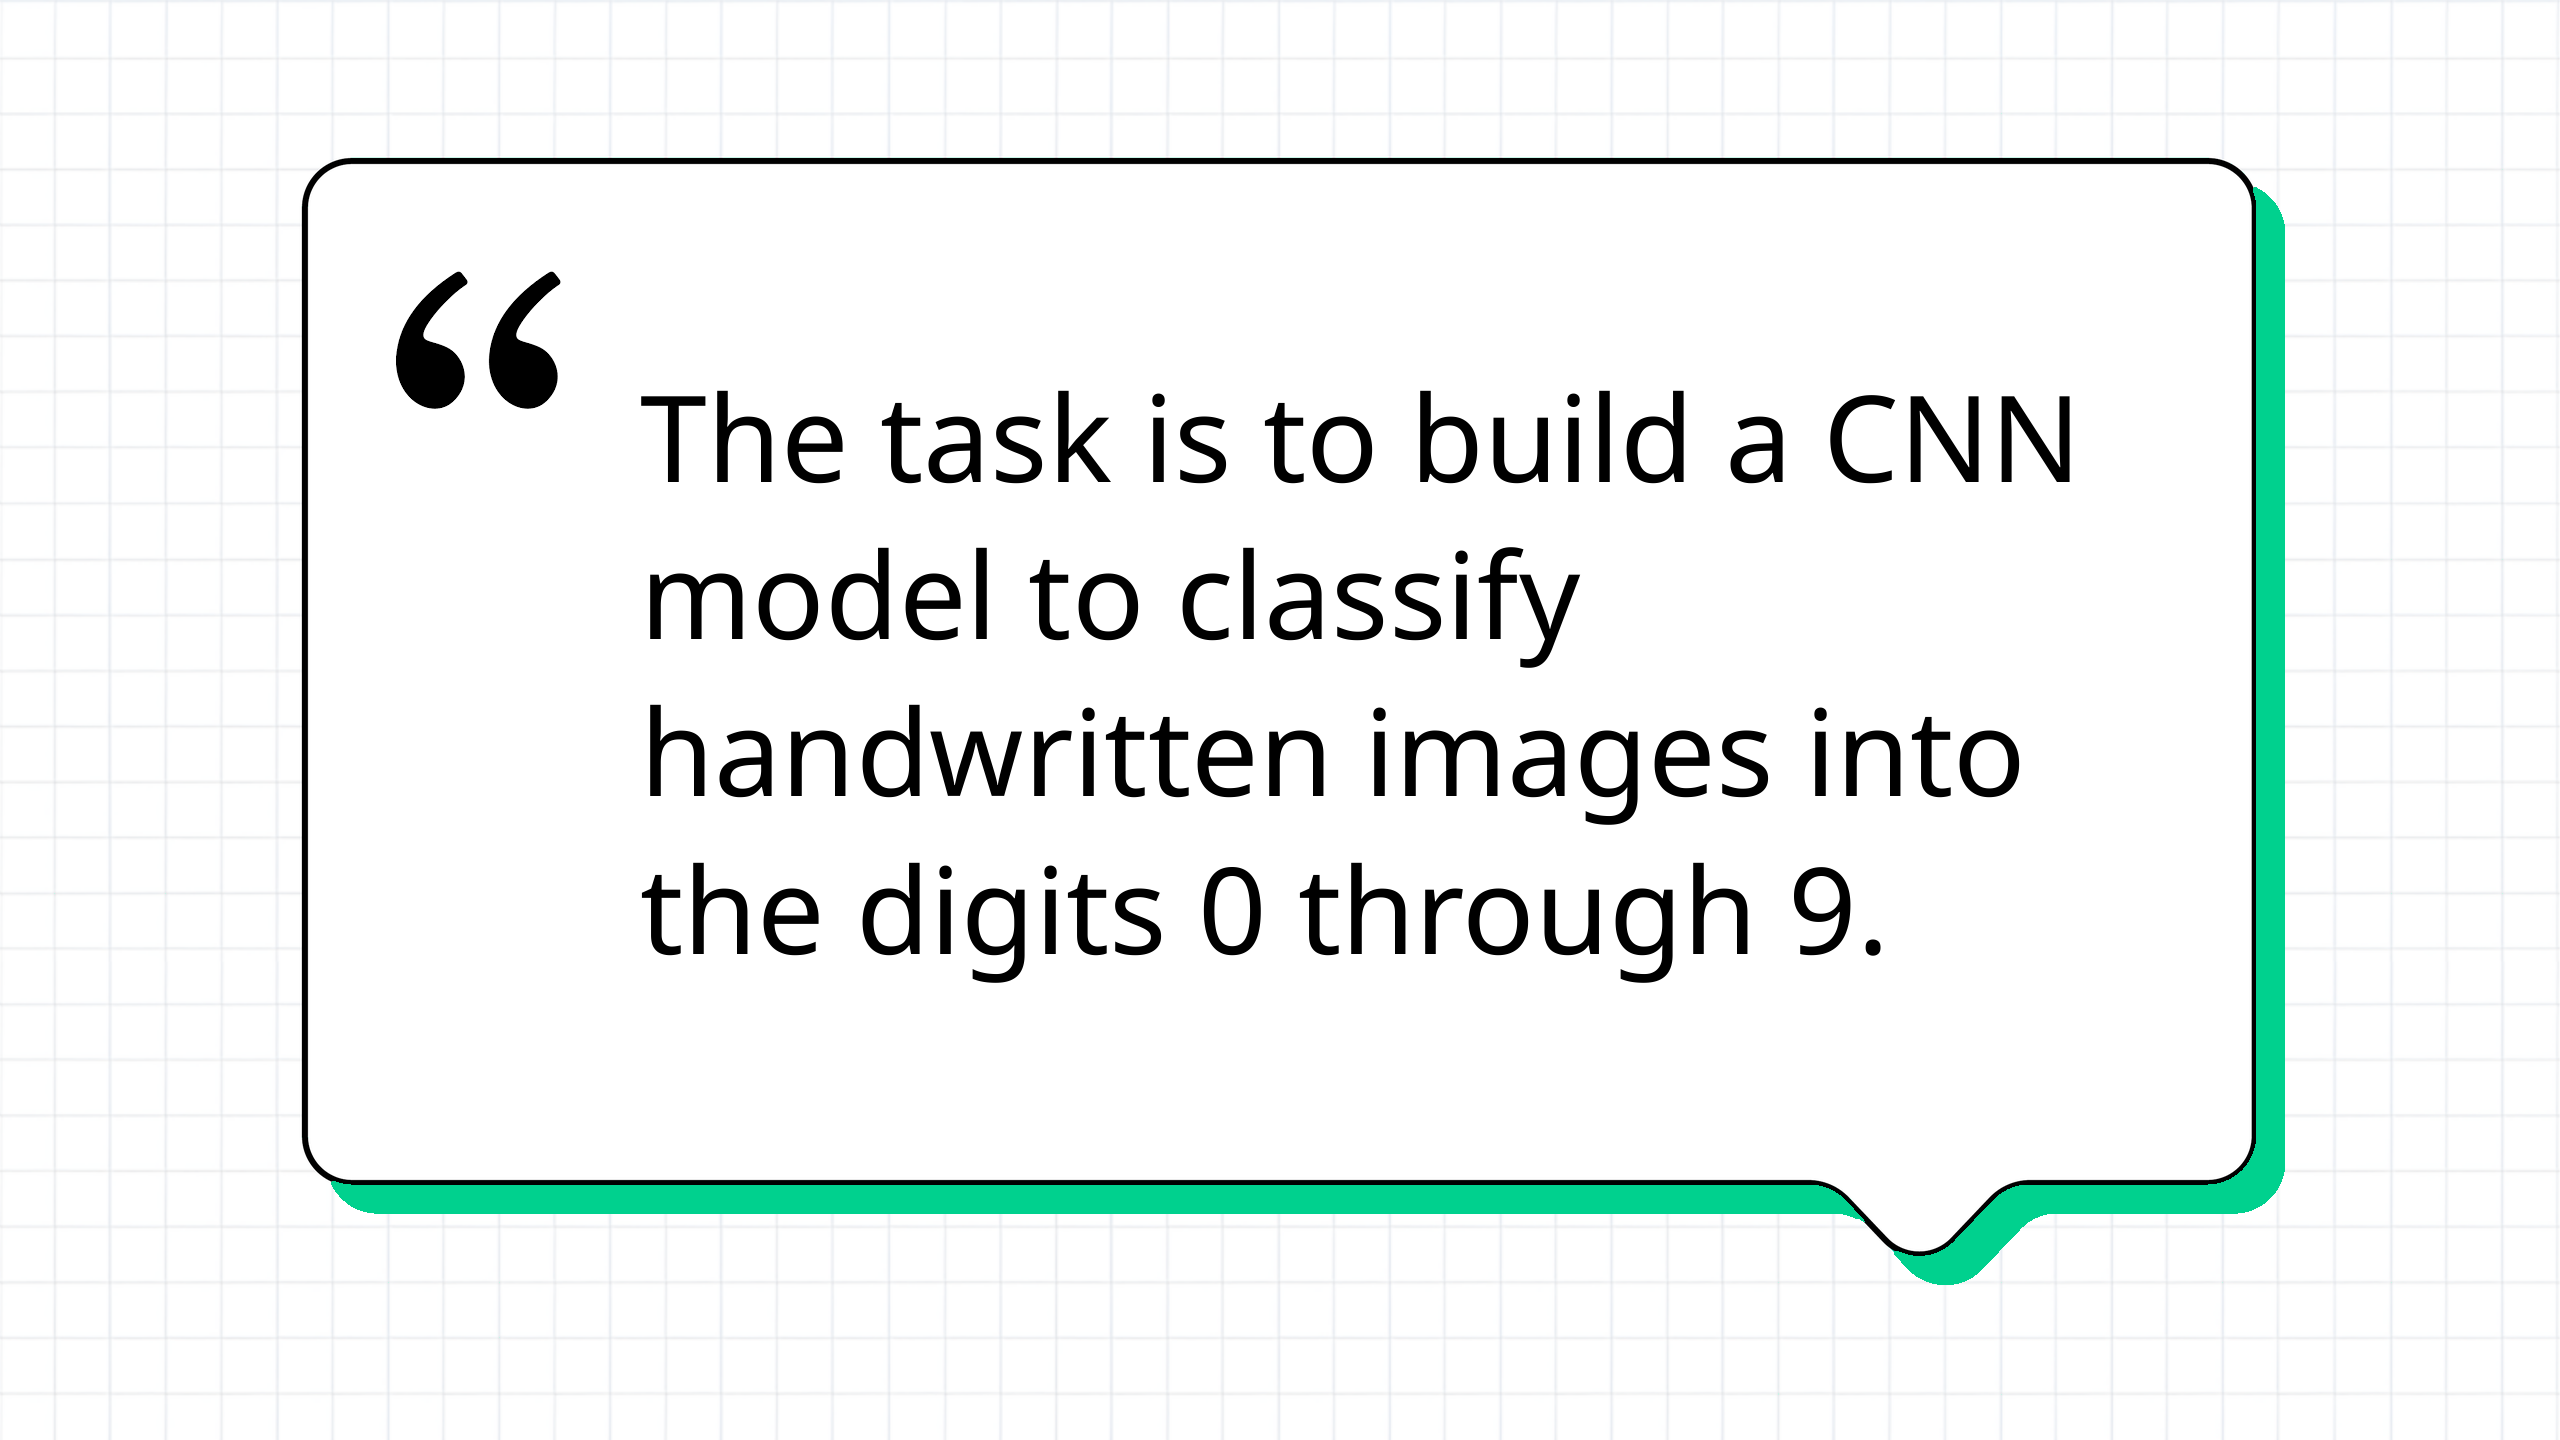 “
The task is to build a CNN
model to classify
handwritten images into
the digits 0 through 9.